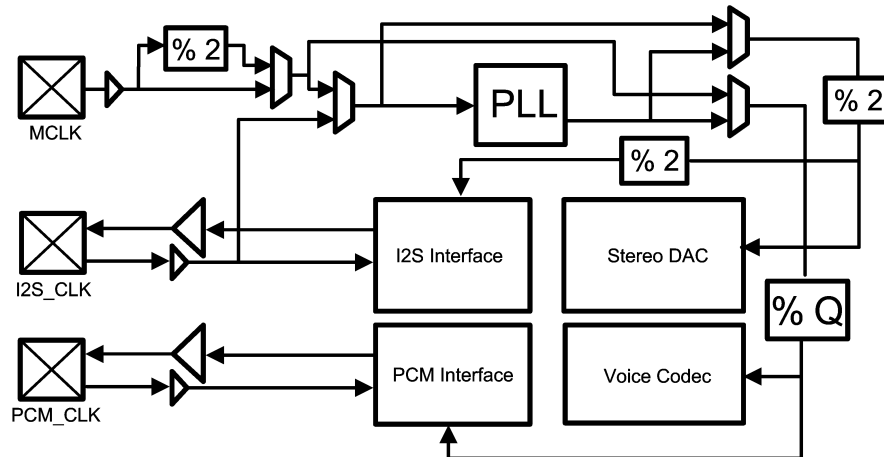 % 2
MCLK
PLL
% 2
% 2
I2S_CLK
I2S Interface
Stereo DAC
% Q
PCM_CLK
PCM Interface
Voice Codec